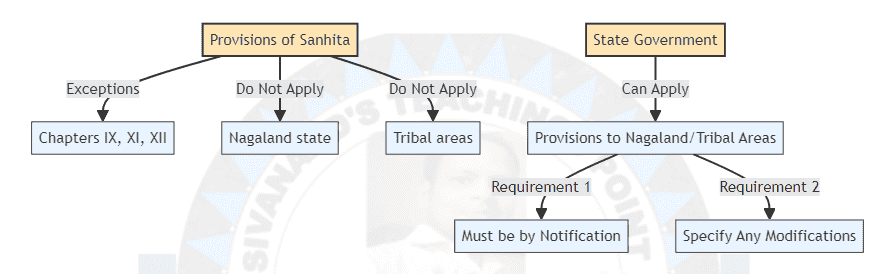 Provisions of Sanhita
State Government
Exceptions
Do Not Apply
Do Not Apply
Can Apply
Chapters IX, XI, XII
Nagaland state
Tribal areas
Provisions to Nagaland/Tribal Areas
Requirement 1
Requirement 2
Must be by Notification
Specify Any Modifications
SIVANAND'S TEACHING POINT